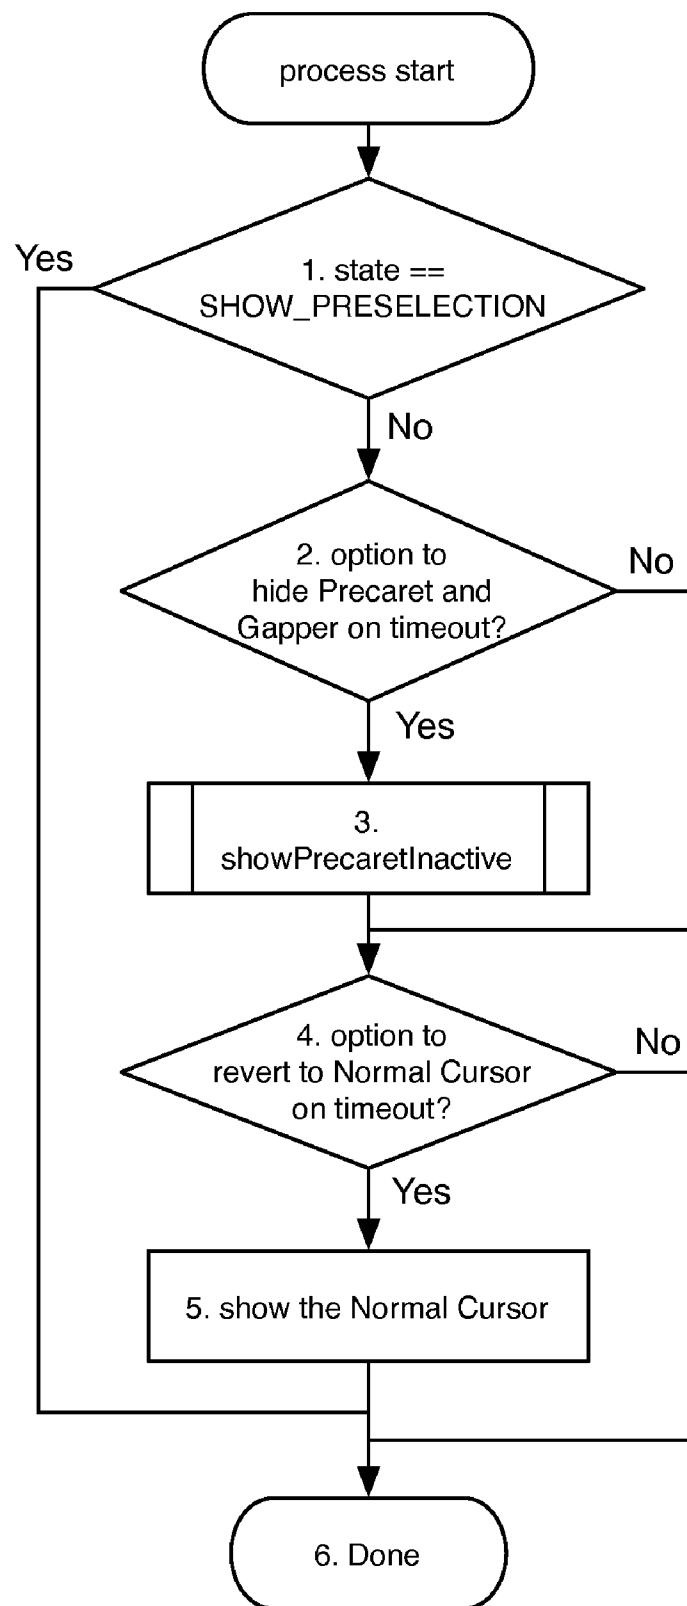 process start
Yes
1. state ==
SHOW_PRESELECTION
No
2. option to
hide Precaret and
Gapper on timeout?
No
Yes
3.
showPrecaretInactive
4. option to
revert to Normal Cursor
on timeout?
No
Yes
5. show the Normal Cursor
6. Done